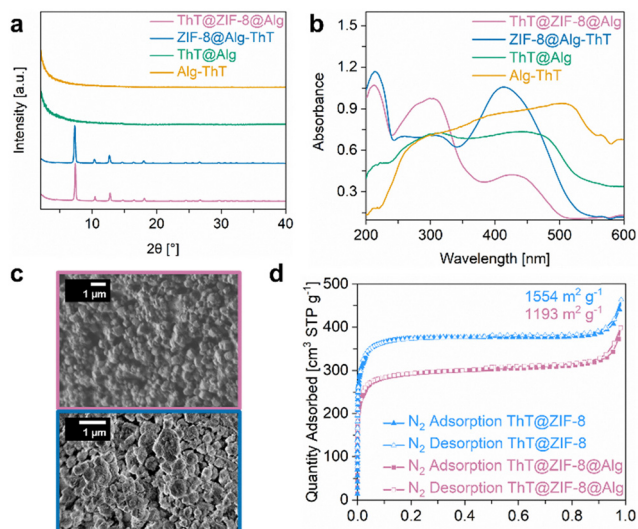 a
ThT@ZIF-8@Alg
ZIF-8@Alg-ThT
ThT@Alg
Alg-ThT
Intensity [a.u.]
10
20
30
40
2θ [°]
b
ThT@ZIF-8@Alg
ZIF-8@Alg-ThT
ThT@Alg
Alg-ThT
Absorbance
1.5
1.2
0.9
0.6
0.3
200
300
400
500
600
Wavelength [nm]
c
1 µm
1 µm
d
1554 m² g⁻¹
1193 m² g⁻¹
Quantity Adsorbed [cm³ STP g⁻¹]
500
400
300
200
100
0
N₂ Adsorption ThT@ZIF-8
N₂ Desorption ThT@ZIF-8
N₂ Adsorption ThT@ZIF-8@Alg
N₂ Desorption ThT@ZIF-8@Alg
0.0
0.2
0.4
0.6
0.8
1.0